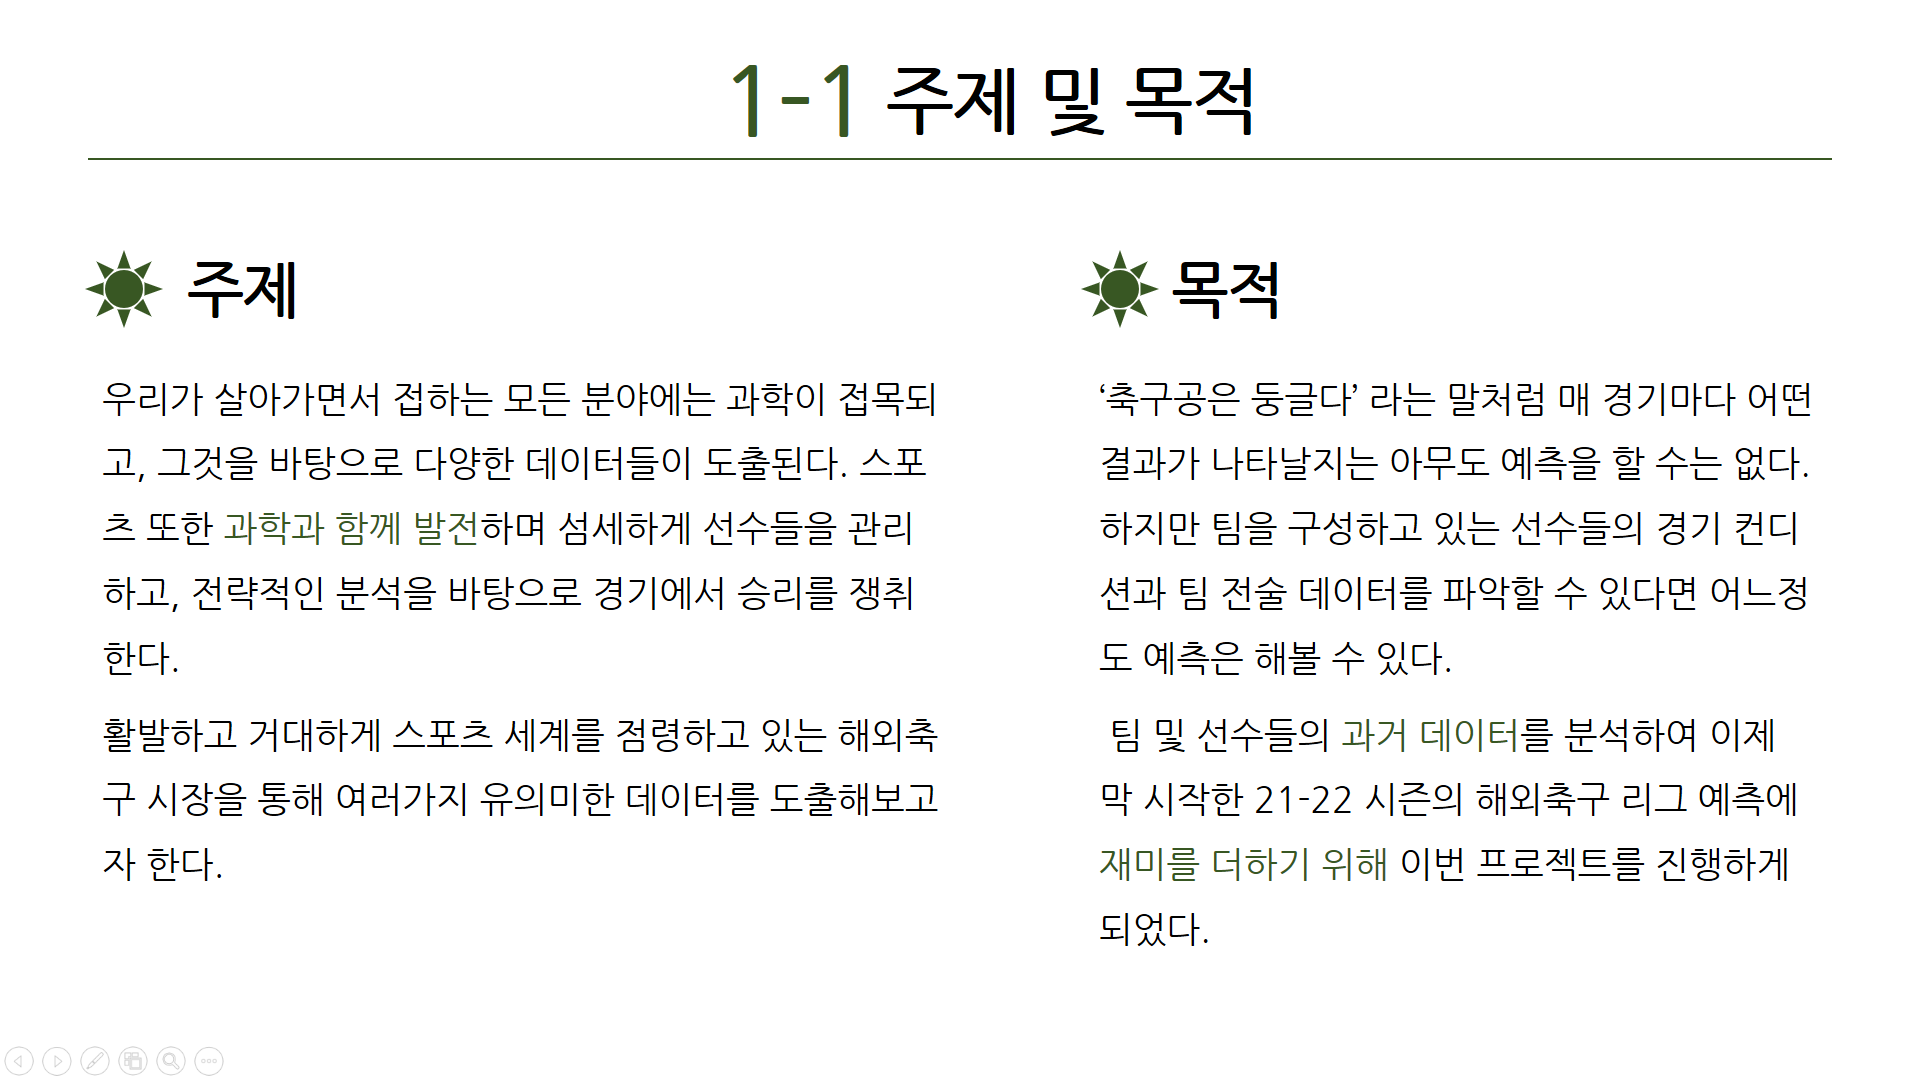 1-1 주제 및 목적
주제
우리가 살아가면서 접하는 모든 분야에는 과학이 접목되
고, 그것을 바탕으로 다양한 데이터들이 도출된다. 스포
츠 또한 과학과 함께 발전하며 섬세하게 선수들을 관리
하고, 전략적인 분석을 바탕으로 경기에서 승리를 쟁취
한다.
활발하고 거대하게 스포츠 세계를 점령하고 있는 해외축
구 시장을 통해 여러가지 유의미한 데이터를 도출해보고
자 한다.
목적
‘축구공은 둥글다’ 라는 말처럼 매 경기마다 어떤
결과가 나타날지는 아무도 예측을 할 수는 없다.
하지만 팀을 구성하고 있는 선수들의 경기 컨디
션과 팀 전술 데이터를 파악할 수 있다면 어느정
도 예측은 해볼 수 있다.
팀 및 선수들의 과거 데이터를 분석하여 이제
막 시작한 21-22 시즌의 해외축구 리그 예측에
재미를 더하기 위해 이번 프로젝트를 진행하게
되었다.